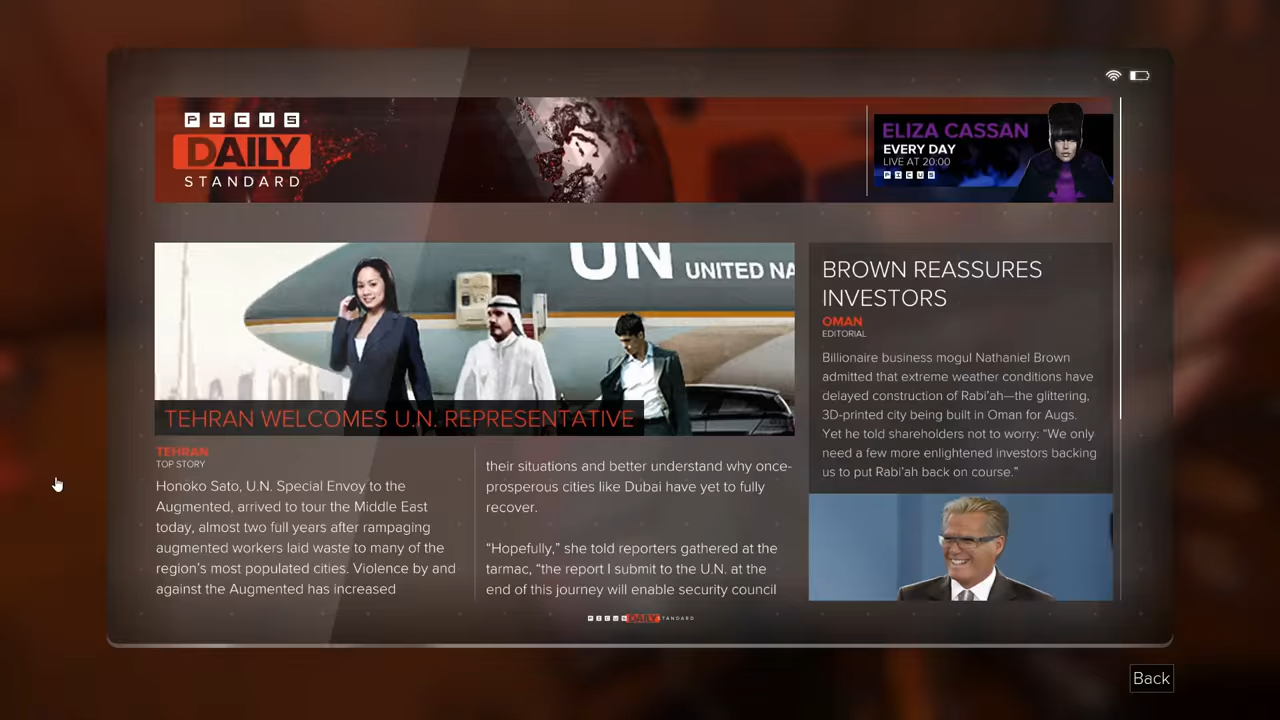 PICUS
DAILY
STANDARD
ELIZA CASSAN
EVERY DAY
LIVE AT 20:00
PICUS
UN UNITED NA
TEHRAN WELCOMES U.N. REPRESENTATIVE
TEHRAN
TOP STORY
Honoko Sato, U.N. Special Envoy to the
Augmented, arrived to tour the Middle East
today, almost two full years after rampaging
augmented workers laid waste to many of the
region's most populated cities. Violence by and
against the Augmented has increased
their situations and better understand why once-
prosperous cities like Dubai have yet to fully
recover.
“Hopefully,” she told reporters gathered at the
tarmac, “the report I submit to the U.N. at the
end of this journey will enable security council
BROWN REASSURES
INVESTORS
OMAN
EDITORIAL
Billionaire business mogul Nathaniel Brown
admitted that extreme weather conditions have
delayed construction of Rabi'ah—the glittering,
3D-printed city being built in Oman for Augs.
Yet he told shareholders not to worry: “We only
need a few more enlightened investors backing
us to put Rabi'ah back on course.”
PICUS DAILY STANDARD
Back